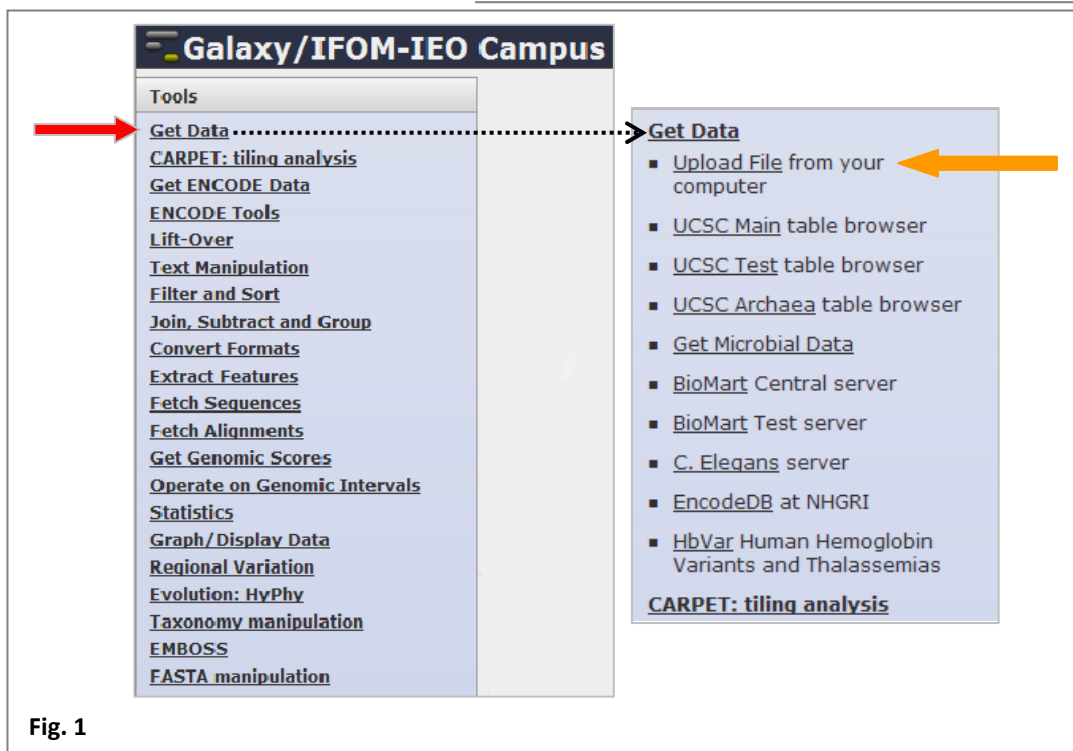 Galaxy/IFOM-IEO Campus
Tools
Get Data
CARPET: tiling analysis
Get ENCODE Data
ENCODE Tools
Lift-Over
Text Manipulation
Filter and Sort
Join, Subtract and Group
Convert Formats
Extract Features
Fetch Sequences
Fetch Alignments
Get Genomic Scores
Operate on Genomic Intervals
Statistics
Graph/Display Data
Regional Variation
Evolution: HyPhy
Taxonomy manipulation
EMBOSS
FASTA manipulation
Get Data
▪ Upload File from your
computer
▪ UCSC Main table browser
▪ UCSC Test table browser
▪ UCSC Archaea table browser
▪ Get Microbial Data
▪ BioMart Central server
▪ BioMart Test server
▪ C. Elegans server
▪ EncodeDB at NHGRI
▪ HbVar Human Hemoglobin
Variants and Thalassemias
CARPET: tiling analysis
Fig. 1